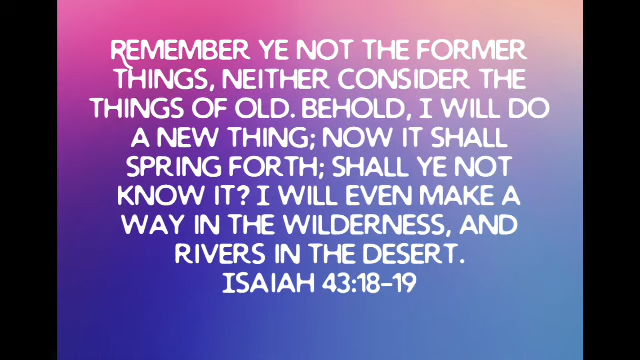 REMEMBER YE NOT THE FORMER
THINGS, NEITHER CONSIDER THE
THINGS OF OLD. BEHOLD, I WILL DO
A NEW THING; NOW IT SHALL
SPRING FORTH; SHALL YE NOT
KNOW IT? I WILL EVEN MAKE A
WAY IN THE WILDERNESS, AND
RIVERS IN THE DESERT.
ISAIAH 43:18-19